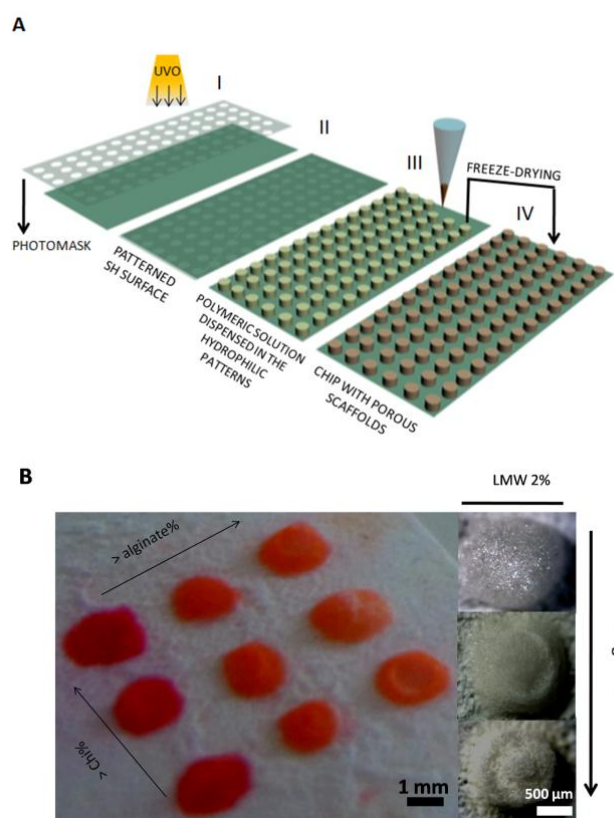 A
UVO
I
II
III
FREEZE-DRYING
IV
PHOTOMASK
PATTERNED
SH SURFACE
POLYMERIC SOLUTION
DISPENSED IN THE
HYDROPHILIC
PATTERNS
CHIP WITH POROUS
SCAFFOLDS
B
LMW 2%
> alginate%
> Chi%
1 mm
500 µm